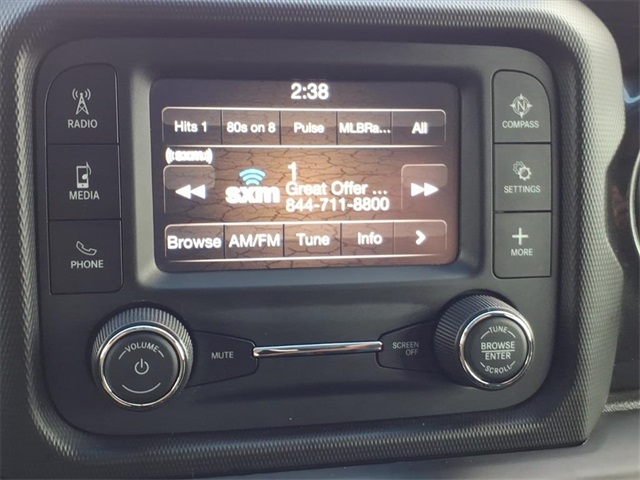 2:38
Hits 1 80s on 8 Pulse MLBRa... All
((sxm))
1
sxm Great Offer ...
844-711-8800
Browse AM/FM Tune Info >
RADIO
MEDIA
PHONE
COMPASS
SETTINGS
+
MORE
N
VOLUME
MUTE
SCREEN
OFF
TUNE
BROWSE
ENTER
SCROLL